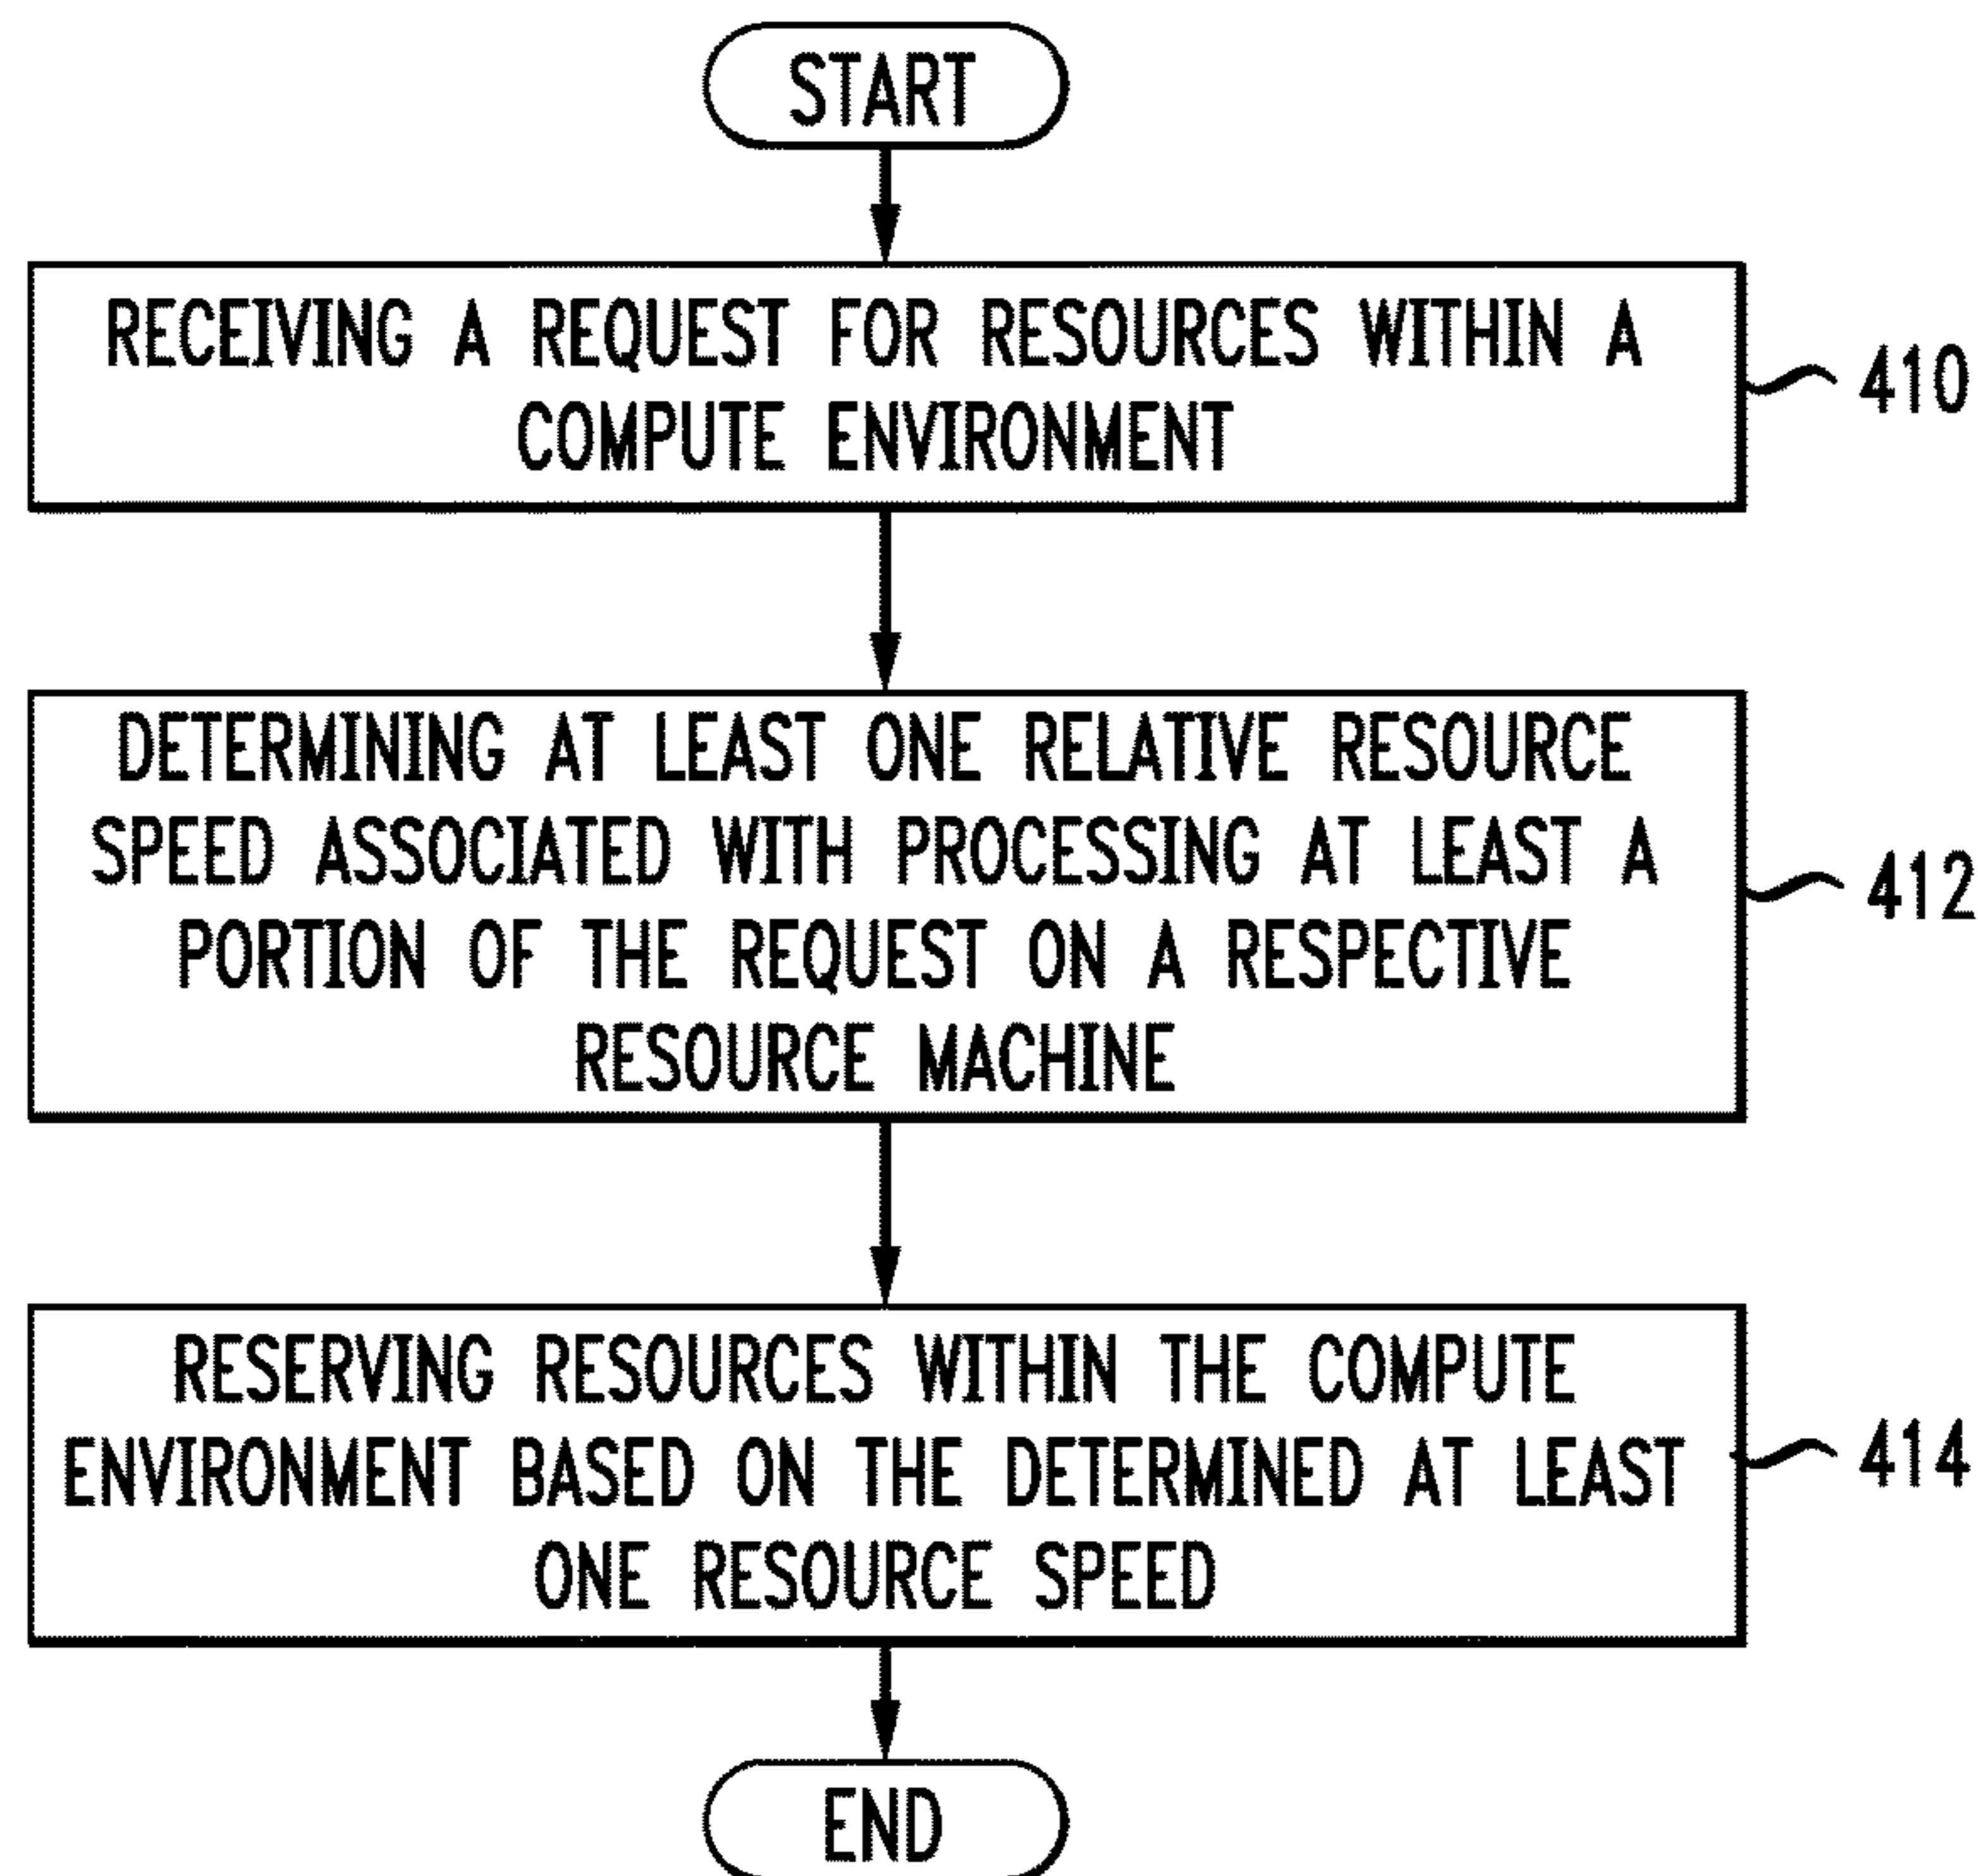 START
RECEIVING A REQUEST FOR RESOURCES WITHIN A
COMPUTE ENVIRONMENT
410
DETERMINING AT LEAST ONE RELATIVE RESOURCE
SPEED ASSOCIATED WITH PROCESSING AT LEAST A
PORTION OF THE REQUEST ON A RESPECTIVE
RESOURCE MACHINE
412
RESERVING RESOURCES WITHIN THE COMPUTE
ENVIRONMENT BASED ON THE DETERMINED AT LEAST
ONE RESOURCE SPEED
414
END